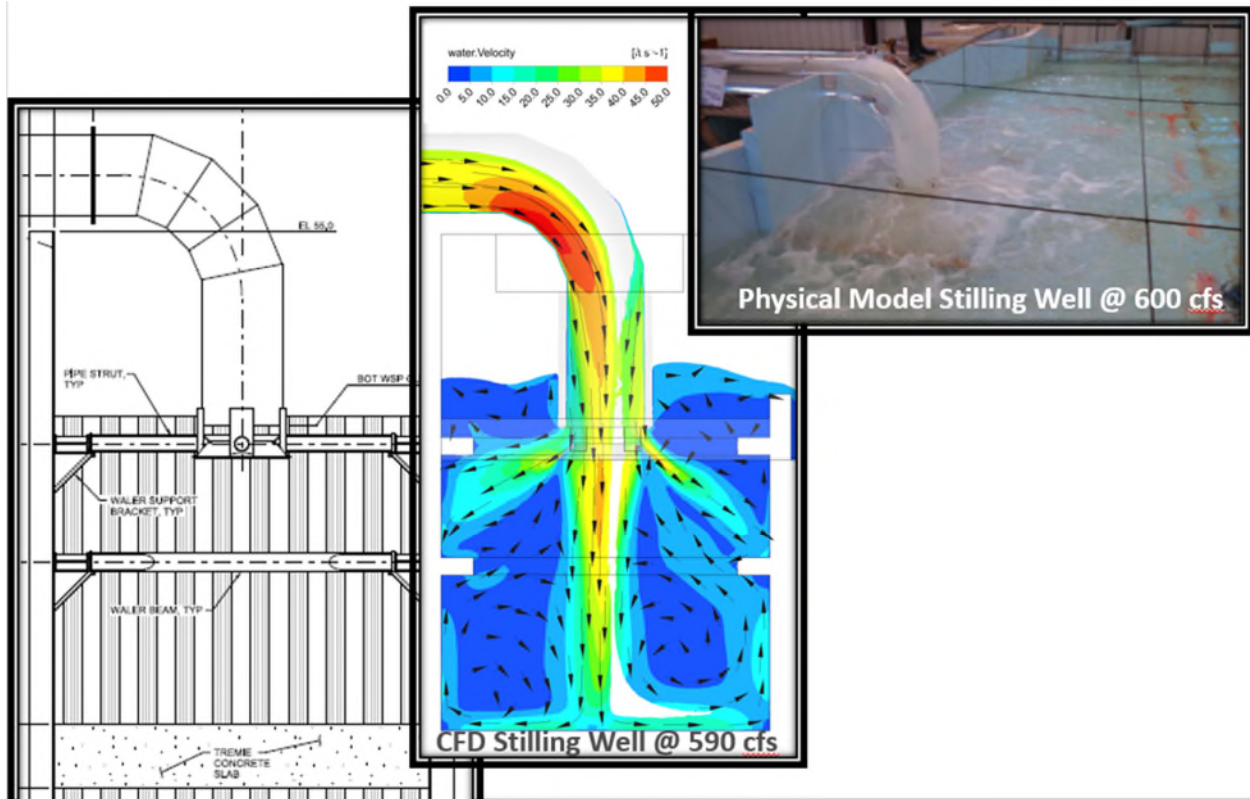 EL 55.0
PIPE STRUT,
TYP
BOT WSP
WALER SUPPORT
BRACKET, TYP
WALER BEAM, TYP
TREMIE
CONCRETE
SLAB
water.Velocity
0.0 5.0 10.0 15.0 20.0 25.0 30.0 35.0 40.0 45.0 50.0
CFD Stilling Well @ 590 cfs
Physical Model Stilling Well @ 600 cfs